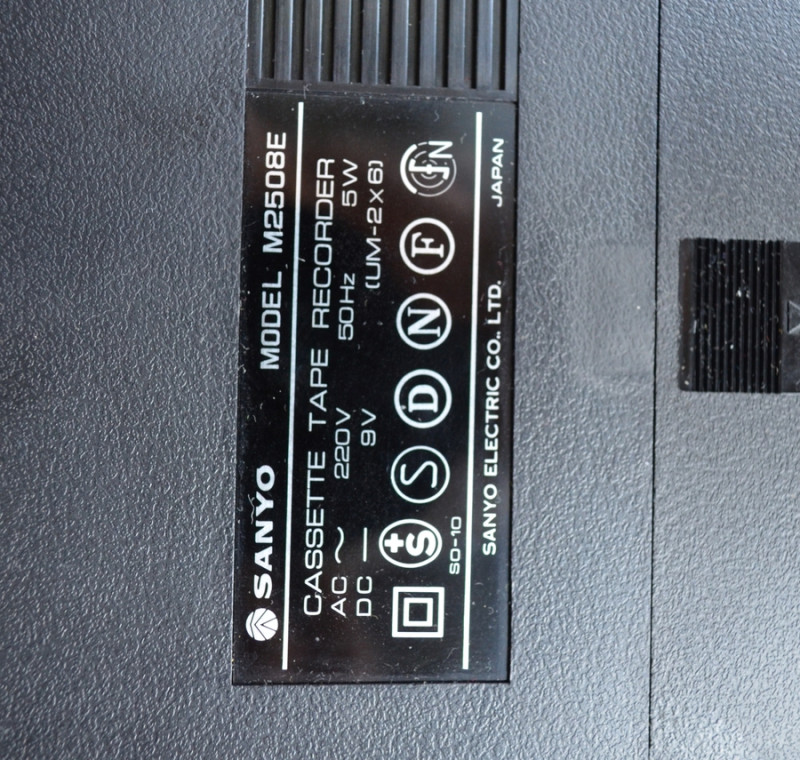 SANYO MODEL M2508E
CASSETTE TAPE RECORDER
AC ~ 220V 50Hz 5W
DC — 9V (UM-2×6)
+S S D N F FN
SO-10
SANYO ELECTRIC CO., LTD. JAPAN